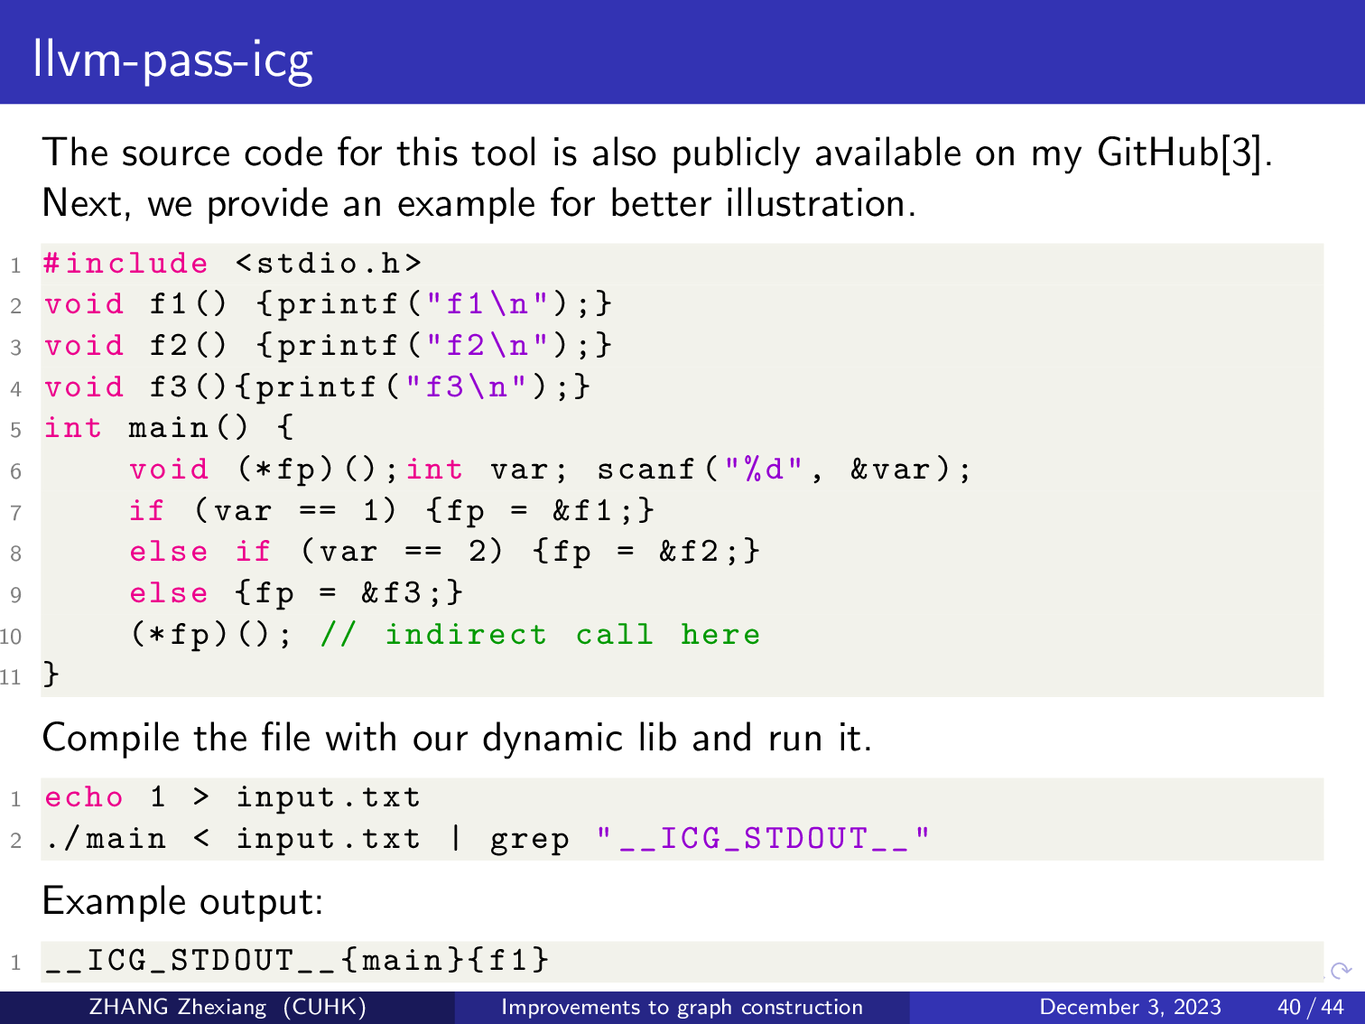 llvm-pass-icg
The source code for this tool is also publicly available on my GitHub[3].
Next, we provide an example for better illustration.
1 #include <stdio.h>
2 void f1() {printf("f1\n");}
3 void f2() {printf("f2\n");}
4 void f3(){printf("f3\n");}
5 int main() {
6     void (*fp)();int var; scanf("%d", &var);
7     if (var == 1) {fp = &f1;}
8     else if (var == 2) {fp = &f2;}
9     else {fp = &f3;}
10     (*fp)(); // indirect call here
11 }
Compile the file with our dynamic lib and run it.
1 echo 1 > input.txt
2 ./main < input.txt | grep "__ICG_STDOUT__"
Example output:
1 __ICG_STDOUT__{main}{f1}
ZHANG Zhexiang (CUHK) Improvements to graph construction December 3, 2023 40 / 44